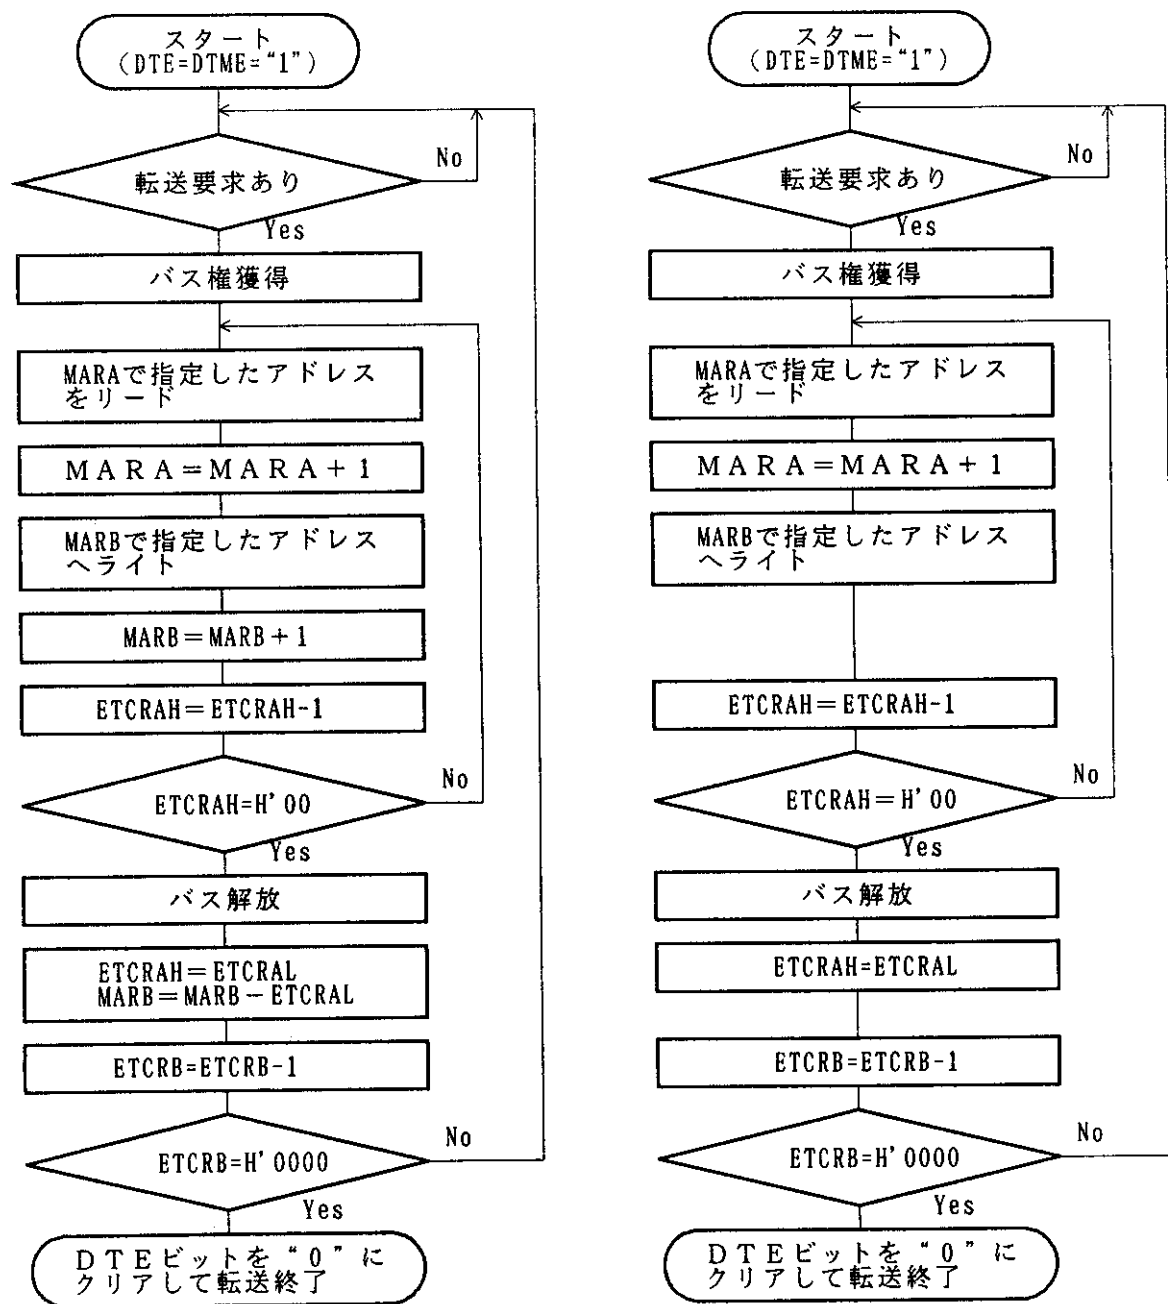 スタート
(DTE=DTME="1")
No
転送要求あり
Yes
バス権獲得
MARAで指定したアドレス
をリード
MARA=MARA+1
MARBで指定したアドレス
へライト
MARB=MARB+1
ETCRAH=ETCRAH-1
No
ETCRAH=H'00
Yes
バス解放
ETCRAH=ETCRAL
MARB=MARB-ETCRAL
ETCRB=ETCRB-1
No
ETCRB=H'0000
Yes
DTEビットを"0"に
クリアして転送終了
スタート
(DTE=DTME="1")
No
転送要求あり
Yes
バス権獲得
MARAで指定したアドレス
をリード
MARA=MARA+1
MARBで指定したアドレス
へライト
ETCRAH=ETCRAH-1
No
ETCRAH=H'00
Yes
バス解放
ETCRAH=ETCRAL
ETCRB=ETCRB-1
No
ETCRB=H'0000
Yes
DTEビットを"0"に
クリアして転送終了